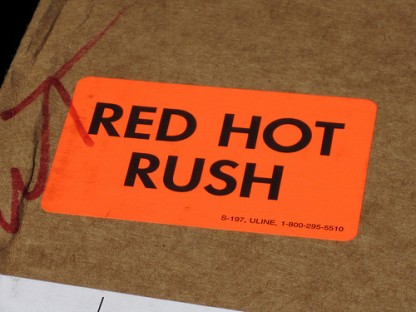 RED HOT
RUSH
S-197, ULINE, 1-800-295-5510